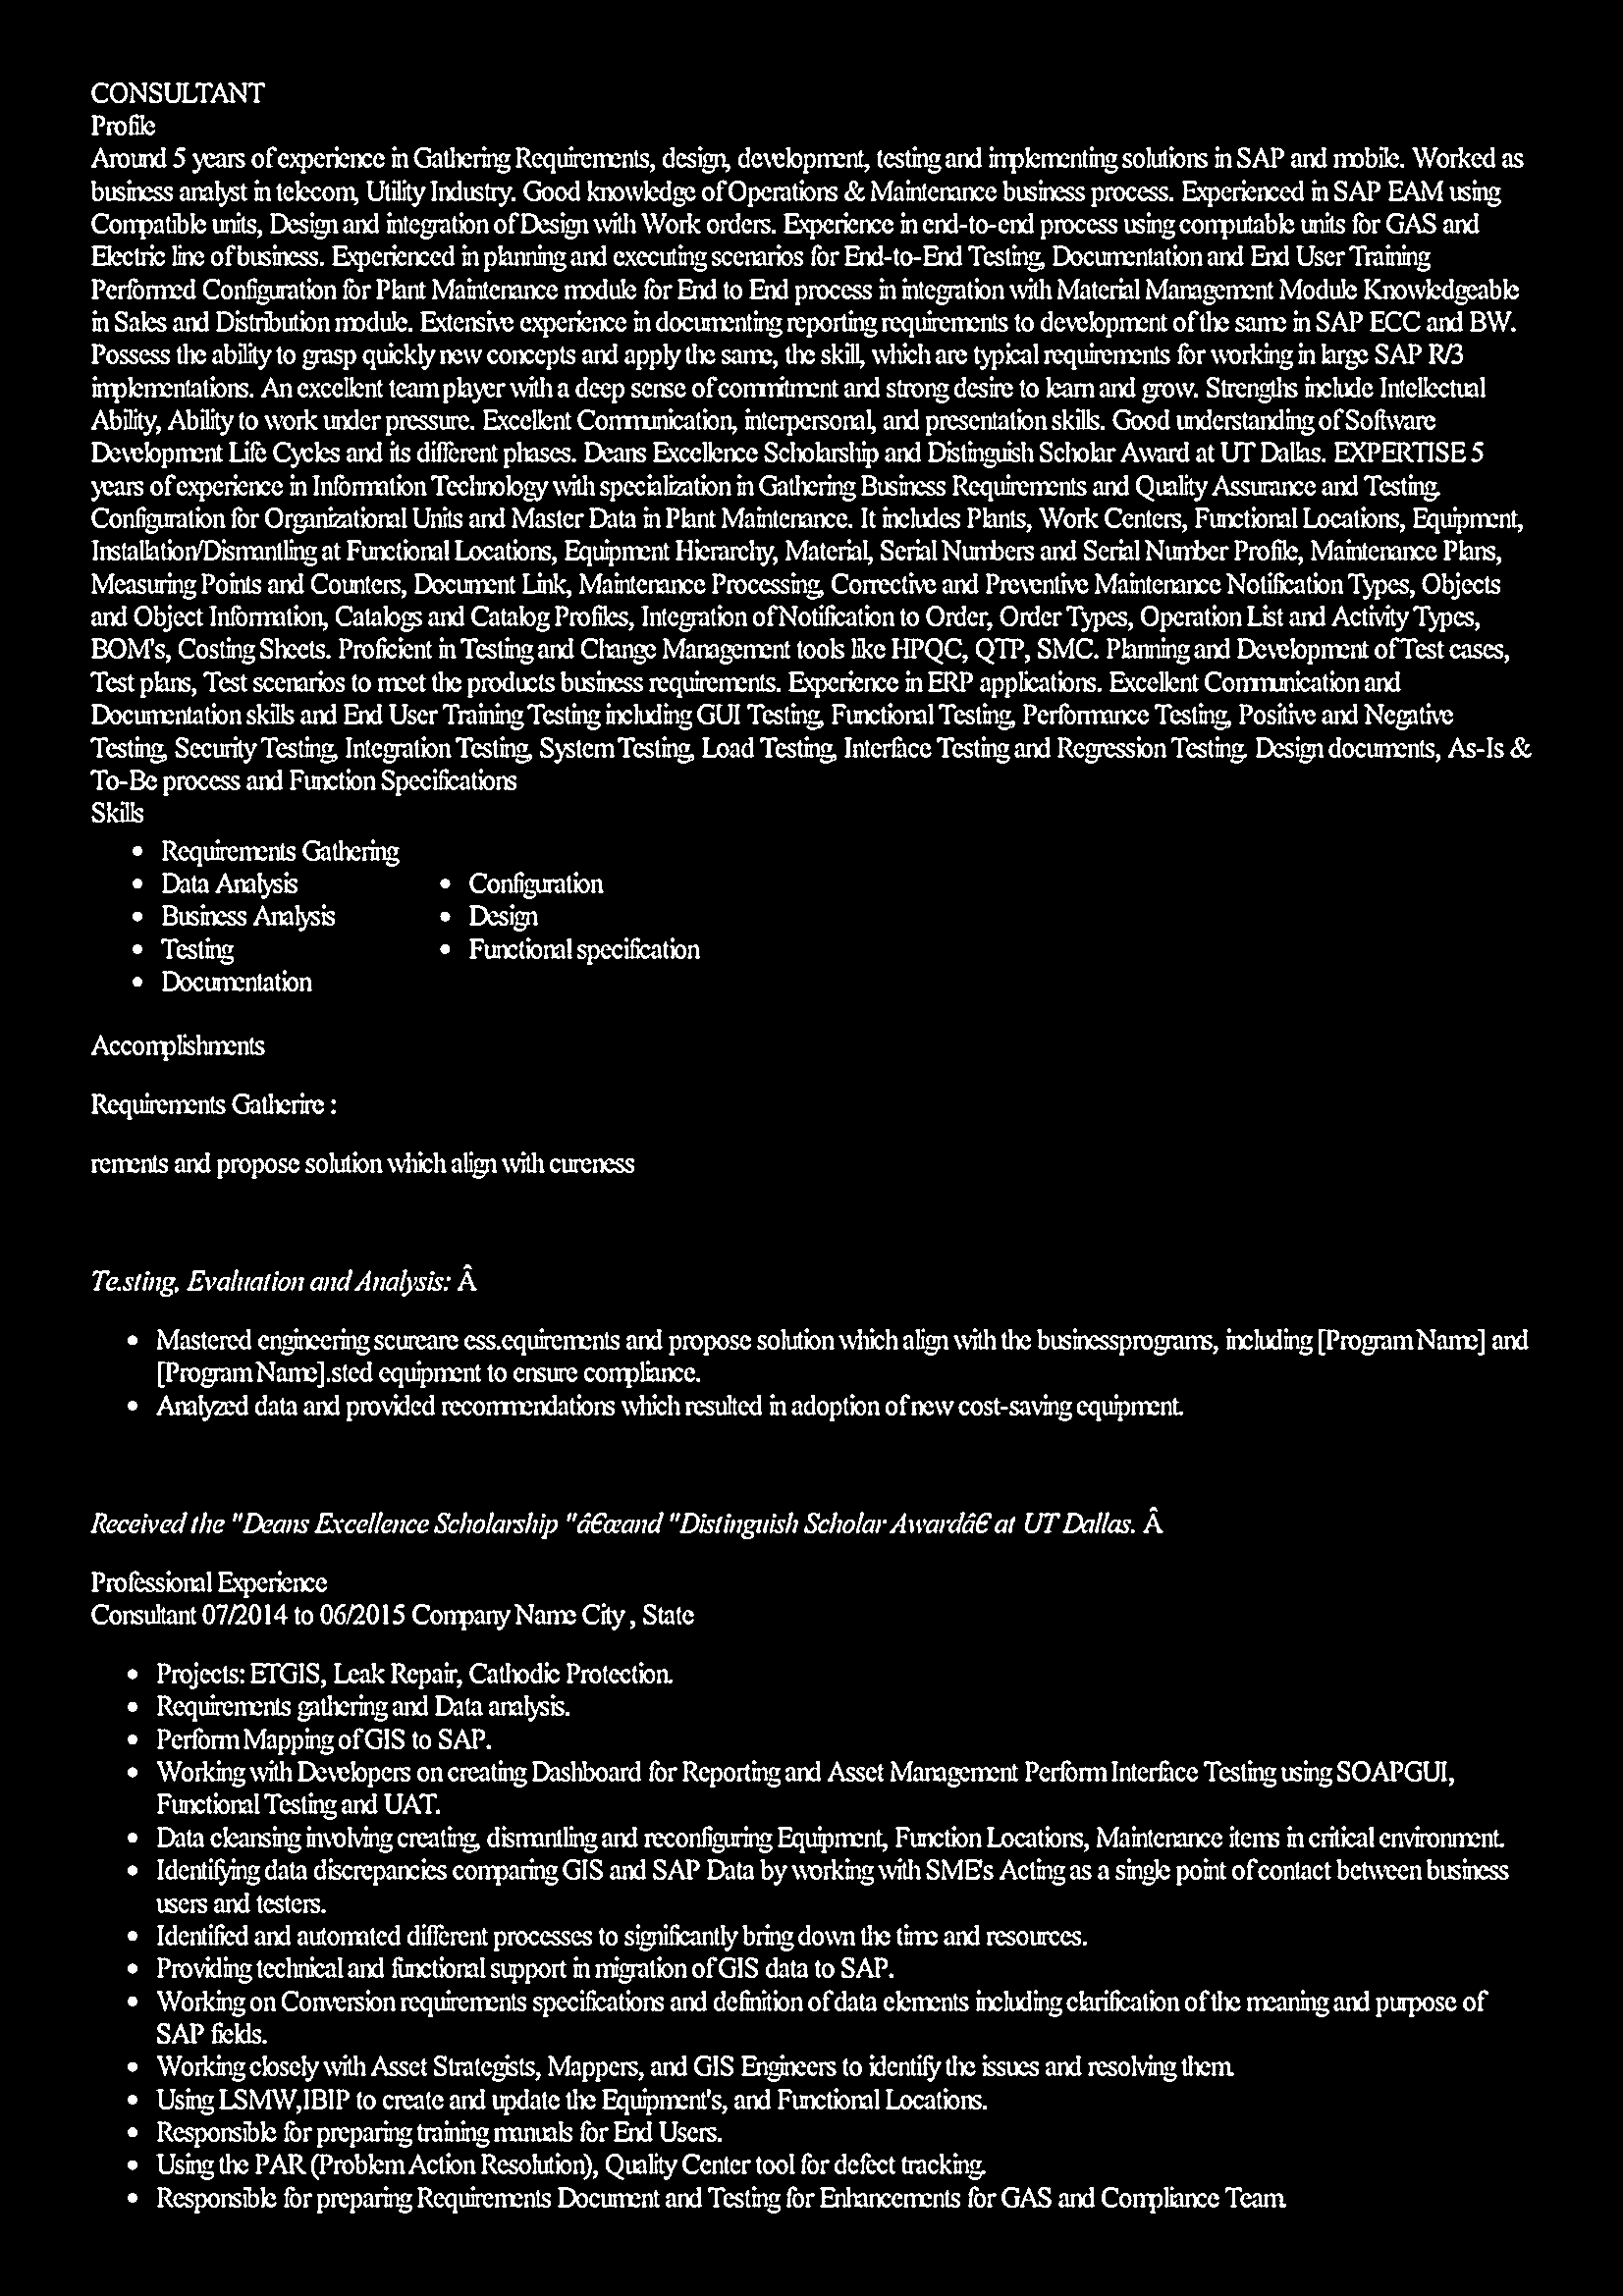 CONSULTANT
Profile
Around 5 years of experience in Gathering Requirements, design, development, testing and implementing solutions in SAP and mobile. Worked as
business analyst in telecom, Utility Industry. Good knowledge of Operations & Maintenance business process. Experienced in SAP EAM using
Compatible units, Design and integration of Design with Work orders. Experience in end-to-end process using computable units for GAS and
Electric line of business. Experienced in planning and executing scenarios for End-to-End Testing, Documentation and End User Training
Performed Configuration for Plant Maintenance module for End to End process in integration with Material Management Module Knowledgeable
in Sales and Distribution module. Extensive experience in documenting reporting requirements to development of the same in SAP ECC and BW.
Possess the ability to grasp quickly new concepts and apply the same, the skill, which are typical requirements for working in large SAP R/3
implementations. An excellent team player with a deep sense of commitment and strong desire to learn and grow. Strengths include Intellectual
Ability, Ability to work under pressure. Excellent Communication, interpersonal, and presentation skills. Good understanding of Software
Development Life Cycles and its different phases. Deans Excellence Scholarship and Distinguish Scholar Award at UT Dallas. EXPERTISE 5
years of experience in Information Technology with specialization in Gathering Business Requirements and Quality Assurance and Testing.
Configuration for Organizational Units and Master Data in Plant Maintenance. It includes Plants, Work Centers, Functional Locations, Equipment,
Installation/Dismantling at Functional Locations, Equipment Hierarchy, Material, Serial Numbers and Serial Number Profile, Maintenance Plans,
Measuring Points and Counters, Document Link, Maintenance Processing, Corrective and Preventive Maintenance Notification Types, Objects
and Object Information, Catalogs and Catalog Profiles, Integration of Notification to Order, Order Types, Operation List and Activity Types,
BOM's, Costing Sheets. Proficient in Testing and Change Management tools like HPQC, QTP, SMC. Planning and Development of Test cases,
Test plans, Test scenarios to meet the products business requirements. Experience in ERP applications. Excellent Communication and
Documentation skills and End User Training Testing including GUI Testing, Functional Testing, Performance Testing, Positive and Negative
Testing, Security Testing, Integration Testing, System Testing, Load Testing, Interface Testing and Regression Testing. Design documents, As-Is &
To-Be process and Function Specifications
Skills
• Requirements Gathering
• Data Analysis
• Business Analysis
• Testing
• Documentation
• Configuration
• Design
• Functional specification
Accomplishments
Requirements Gatherire :
rements and propose solution which align with cureness
Te.sting, Evaluation and Analysis: Â
• Mastered engineering scureare ess.equirements and propose solution which align with the businessprograms, including [Program Name] and
[Program Name].sted equipment to ensure compliance.
• Analyzed data and provided recommendations which resulted in adoption of new cost-saving equipment.
Received the "Deans Excellence Scholarship "â€œand "Distinguish Scholar Awardâ€ at UT Dallas. Â
Professional Experience
Consultant 07/2014 to 06/2015 Company Name City , State
• Projects: ETGIS, Leak Repair, Cathodic Protection.
• Requirements gathering and Data analysis.
• Perform Mapping of GIS to SAP.
• Working with Developers on creating Dashboard for Reporting and Asset Management Perform Interface Testing using SOAPGUI,
Functional Testing and UAT.
• Data cleansing involving creating, dismantling and reconfiguring Equipment, Function Locations, Maintenance items in critical environment.
• Identifying data discrepancies comparing GIS and SAP Data by working with SME's Acting as a single point of contact between business
users and testers.
• Identified and automated different processes to significantly bring down the time and resources.
• Providing technical and functional support in migration of GIS data to SAP.
• Working on Conversion requirements specifications and definition of data elements including clarification of the meaning and purpose of
SAP fields.
• Working closely with Asset Strategists, Mappers, and GIS Engineers to identify the issues and resolving them.
• Using LSMW,IBIP to create and update the Equipment's, and Functional Locations.
• Responsible for preparing training manuals for End Users.
• Using the PAR (Problem Action Resolution), Quality Center tool for defect tracking.
• Responsible for preparing Requirements Document and Testing for Enhancements for GAS and Compliance Team.